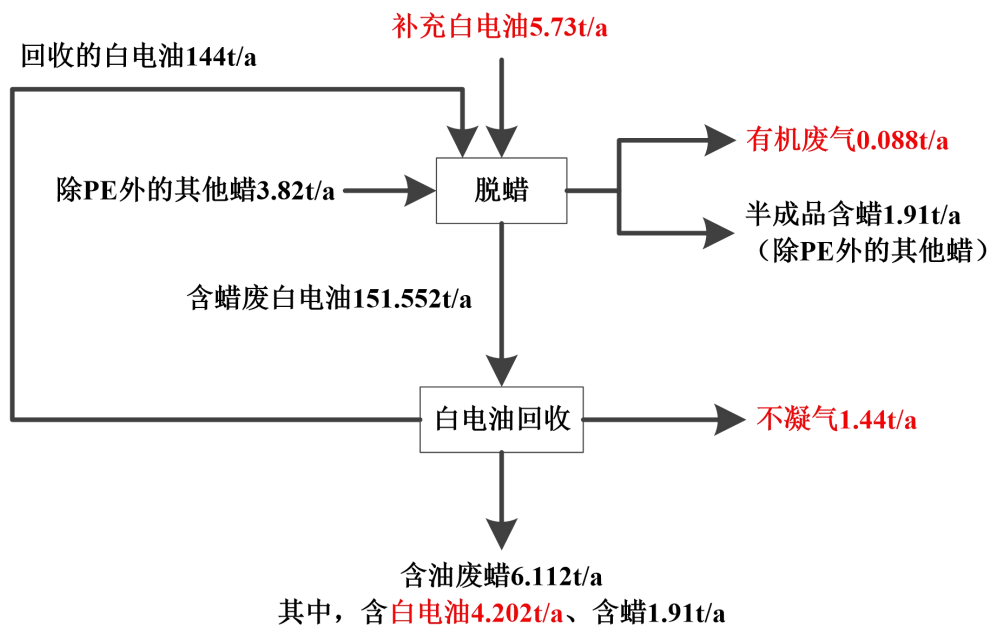 补充白电油5.73t/a
回收的白电油144t/a
有机废气0.088t/a
除PE外的其他蜡3.82t/a
脱蜡
半成品含蜡1.91t/a
（除PE外的其他蜡）
含蜡废白电油151.552t/a
白电油回收
不凝气1.44t/a
含油废蜡6.112t/a
其中，含白电油4.202t/a、含蜡1.91t/a